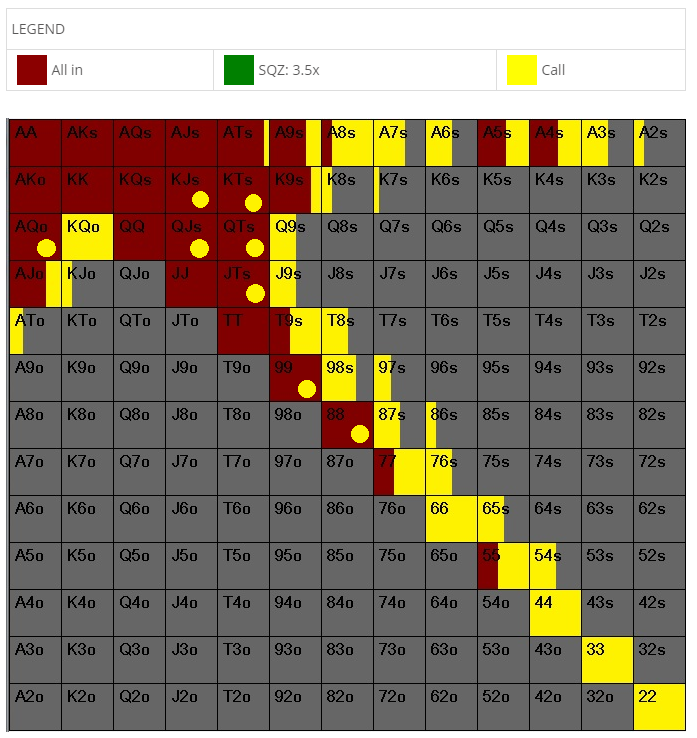 LEGEND
All in SQZ: 3.5x Call
AA AKs AQs AJs ATs A9s A8s A7s A6s A5s A4s A3s A2s
AKo KK KQs KJs KTs K9s K8s K7s K6s K5s K4s K3s K2s
AQo KQo QQ QJs QTs Q9s Q8s Q7s Q6s Q5s Q4s Q3s Q2s
AJo KJo QJo JJ JTs J9s J8s J7s J6s J5s J4s J3s J2s
ATo KTo QTo JTo TT T9s T8s T7s T6s T5s T4s T3s T2s
A9o K9o Q9o J9o T9o 99 98s 97s 96s 95s 94s 93s 92s
A8o K8o Q8o J8o T8o 98o 88 87s 86s 85s 84s 83s 82s
A7o K7o Q7o J7o T7o 97o 87o 77 76s 75s 74s 73s 72s
A6o K6o Q6o J6o T6o 96o 86o 76o 66 65s 64s 63s 62s
A5o K5o Q5o J5o T5o 95o 85o 75o 65o 55 54s 53s 52s
A4o K4o Q4o J4o T4o 94o 84o 74o 64o 54o 44 43s 42s
A3o K3o Q3o J3o T3o 93o 83o 73o 63o 53o 43o 33 32s
A2o K2o Q2o J2o T2o 92o 82o 72o 62o 52o 42o 32o 22